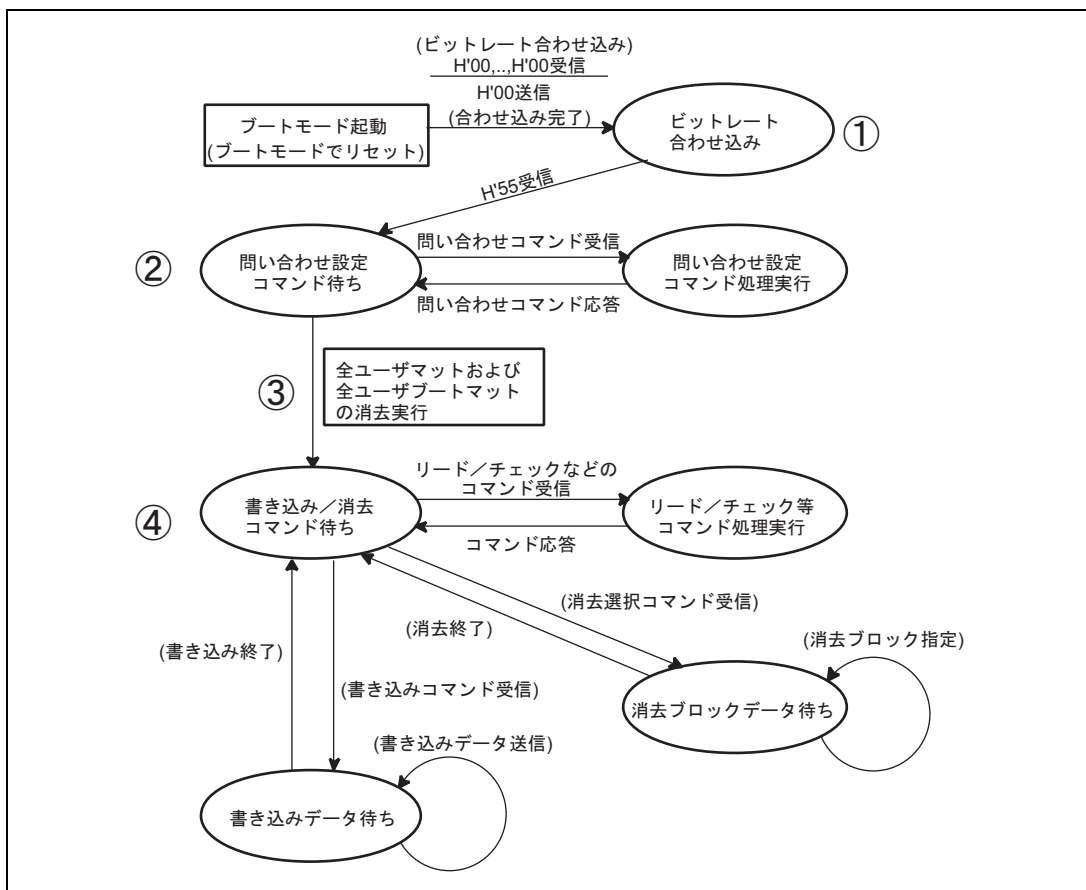 (ビットレート合わせ込み)
H'00,..,H'00受信
H'00送信
(合わせ込み完了)
ブートモード起動
(ブートモードでリセット)
ビットレート
合わせ込み
①
H'55受信
②
問い合わせ設定
コマンド待ち
問い合わせコマンド受信
問い合わせコマンド応答
問い合わせ設定
コマンド処理実行
③
全ユーザマットおよび
全ユーザブートマット
の消去実行
④
書き込み／消去
コマンド待ち
リード／チェックなどの
コマンド受信
コマンド応答
リード／チェック等
コマンド処理実行
(消去選択コマンド受信)
(消去終了)
(消去ブロック指定)
(書き込み終了)
(書き込みコマンド受信)
消去ブロックデータ待ち
(書き込みデータ送信)
書き込みデータ待ち